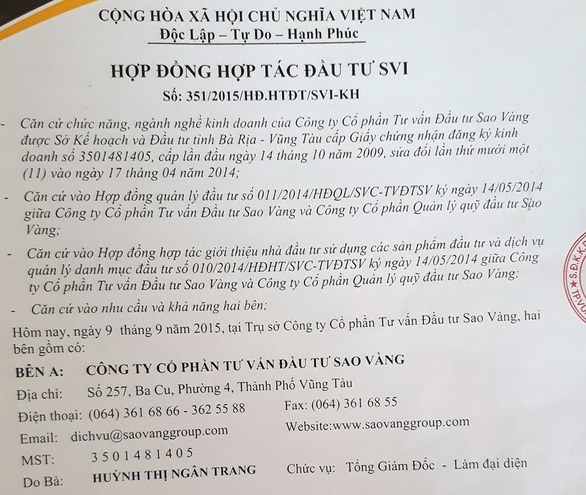 CỘNG HÒA XÃ HỘI CHỦ NGHĨA VIỆT NAM
Độc Lập – Tự Do – Hạnh Phúc
HỢP ĐỒNG HỢP TÁC ĐẦU TƯ SVI
Số: 351/2015/HĐ.HTĐT/SVI-KH
- Căn cứ chức năng, ngành nghề kinh doanh của Công ty Cổ phần Tư vấn Đầu tư Sao Vàng
được Sở Kế hoạch và Đầu tư tỉnh Bà Rịa - Vũng Tàu cấp Giấy chứng nhận đăng ký kinh
doanh số 3501481405, cấp lần đầu ngày 14 tháng 10 năm 2009, sửa đổi lần thứ mười một
(11) vào ngày 17 tháng 04 năm 2014;
- Căn cứ vào Hợp đồng quản lý đầu tư số 011/2014/HĐQL/SVC-TVĐTSV ký ngày 14/05/2014
giữa Công ty Cổ Phần Tư vấn Đầu tư Sao Vàng và Công ty Cổ Phần Quản lý quỹ đầu tư Sao
Vàng;
- Căn cứ vào Hợp đồng hợp tác giới thiệu nhà đầu tư sử dụng các sản phẩm đầu tư và dịch vụ
quản lý danh mục đầu tư số 010/2014/HĐHT/SVC-TVĐTSV ký ngày 14/05/2014 giữa Công
ty Cổ Phần Tư vấn Đầu tư Sao Vàng và Công ty Cổ Phần Quản lý quỹ đầu tư Sao Vàng;
- Căn cứ vào nhu cầu và khả năng hai bên;
Hôm nay, ngày 9 tháng 9 năm 2015, tại Trụ sở Công ty Cổ Phần Tư vấn Đầu tư Sao Vàng, hai
bên gồm có:
BÊN A: CÔNG TY CỔ PHẦN TƯ VẤN ĐẦU TƯ SAO VÀNG
Địa chỉ: Số 257, Ba Cu, Phường 4, Thành Phố Vũng Tàu
Điện thoại: (064) 361 68 66 - 362 55 88 Fax: (064) 361 68 55
Email: dichvu@saovanggroup.com Website:www.saovanggroup.com
MST: 3 5 0 1 4 8 1 4 0 5
Do Bà: HUỲNH THỊ NGÂN TRANG Chức vụ: Tổng Giám Đốc - Làm đại diện